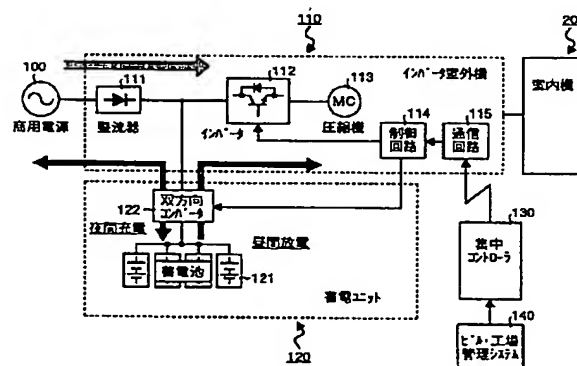 110
20
100
111
112
113
インバータ室外機
室内機
MC
114
115
商用電源
整流器
インバータ
圧縮機
制御
回路
通信
回路
122
双方向
コンバータ
130
夜間充電
昼間放電
集中
コントローラ
蓄電池
121
蓄電ユニット
140
120
ビル・工場
管理システム